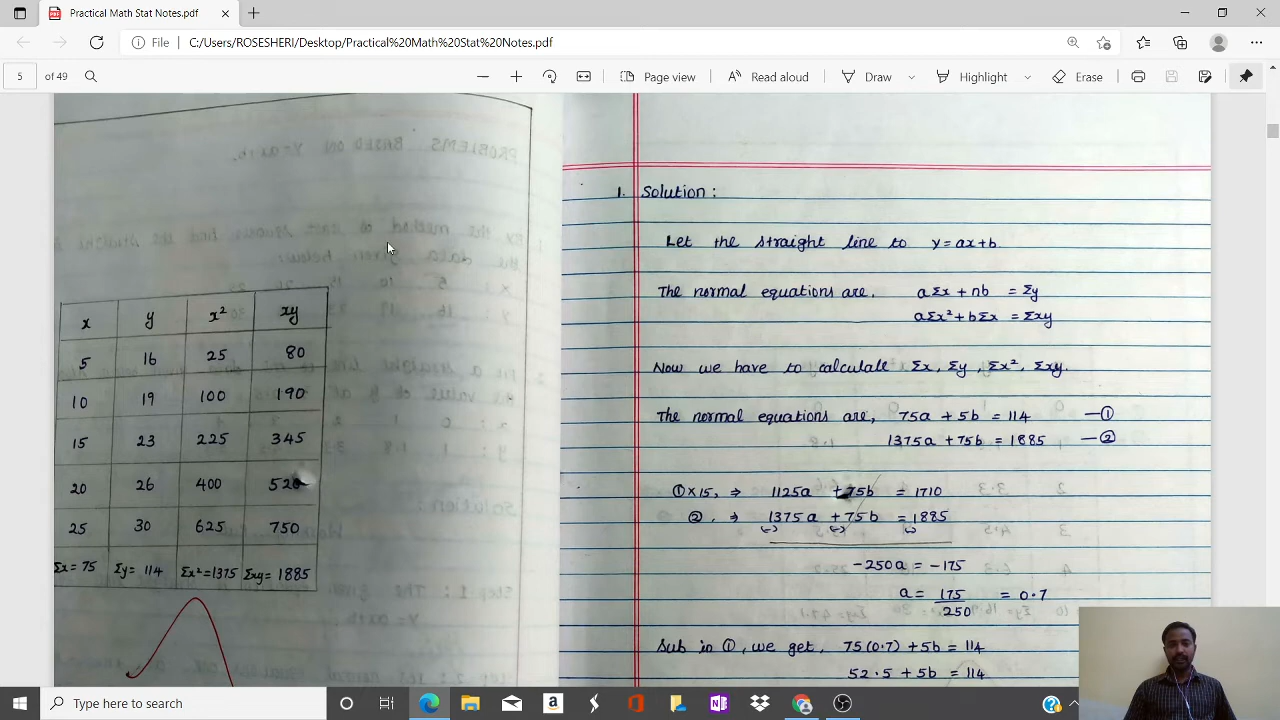 Practical Math Stat Notes.pdf
File C:/Users/ROSESHERI/Desktop/Practical%20Math%20Stat%20Notes.pdf
5 of 49 Page view Read aloud Draw Highlight Erase
x y x² xy
5 16 25 80
10 19 100 190
15 23 225 345
20 26 400 520
25 30 625 750
Σx = 75 Σy = 114 Σx²=1375 Σxy = 1885
1. Solution :
Let the straight line to y = ax+b
The normal equations are. aΣx + nb = Σy
aΣx² + bΣx = Σxy
Now we have to calculate Σx, Σy, Σx², Σxy.
The normal equations are, 75a + 5b = 114 —①
1375a + 75b = 1885 —②
①×15, ⇒ 1125a + 75b = 1710
②. ⇒ 1375a + 75b = 1885
(-) (-) (-)
-250a = -175
a = 175/250 = 0.7
Sub in ①, we get, 75(0.7) + 5b = 114
52.5 + 5b = 114
Type here to search